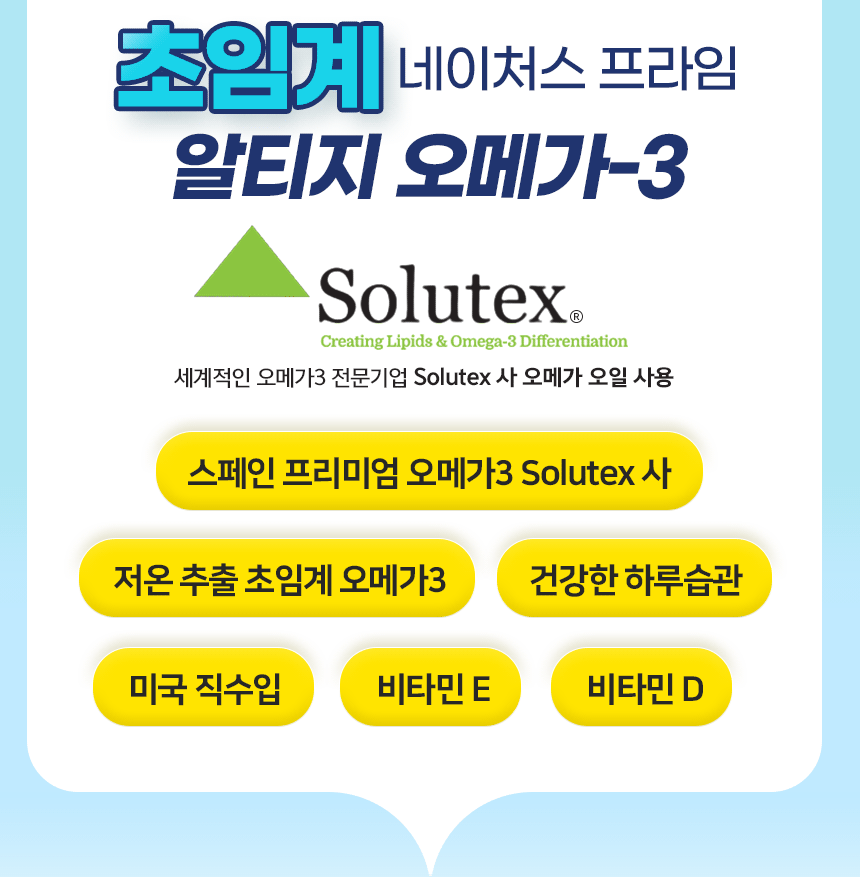 초임계 네이처스 프라임
알티지 오메가-3
Solutex®
Creating Lipids & Omega-3 Differentiation
세계적인 오메가3 전문기업 Solutex 사 오메가 오일 사용
스페인 프리미엄 오메가3 Solutex 사
저온 추출 초임계 오메가3
건강한 하루습관
미국 직수입
비타민 E
비타민 D